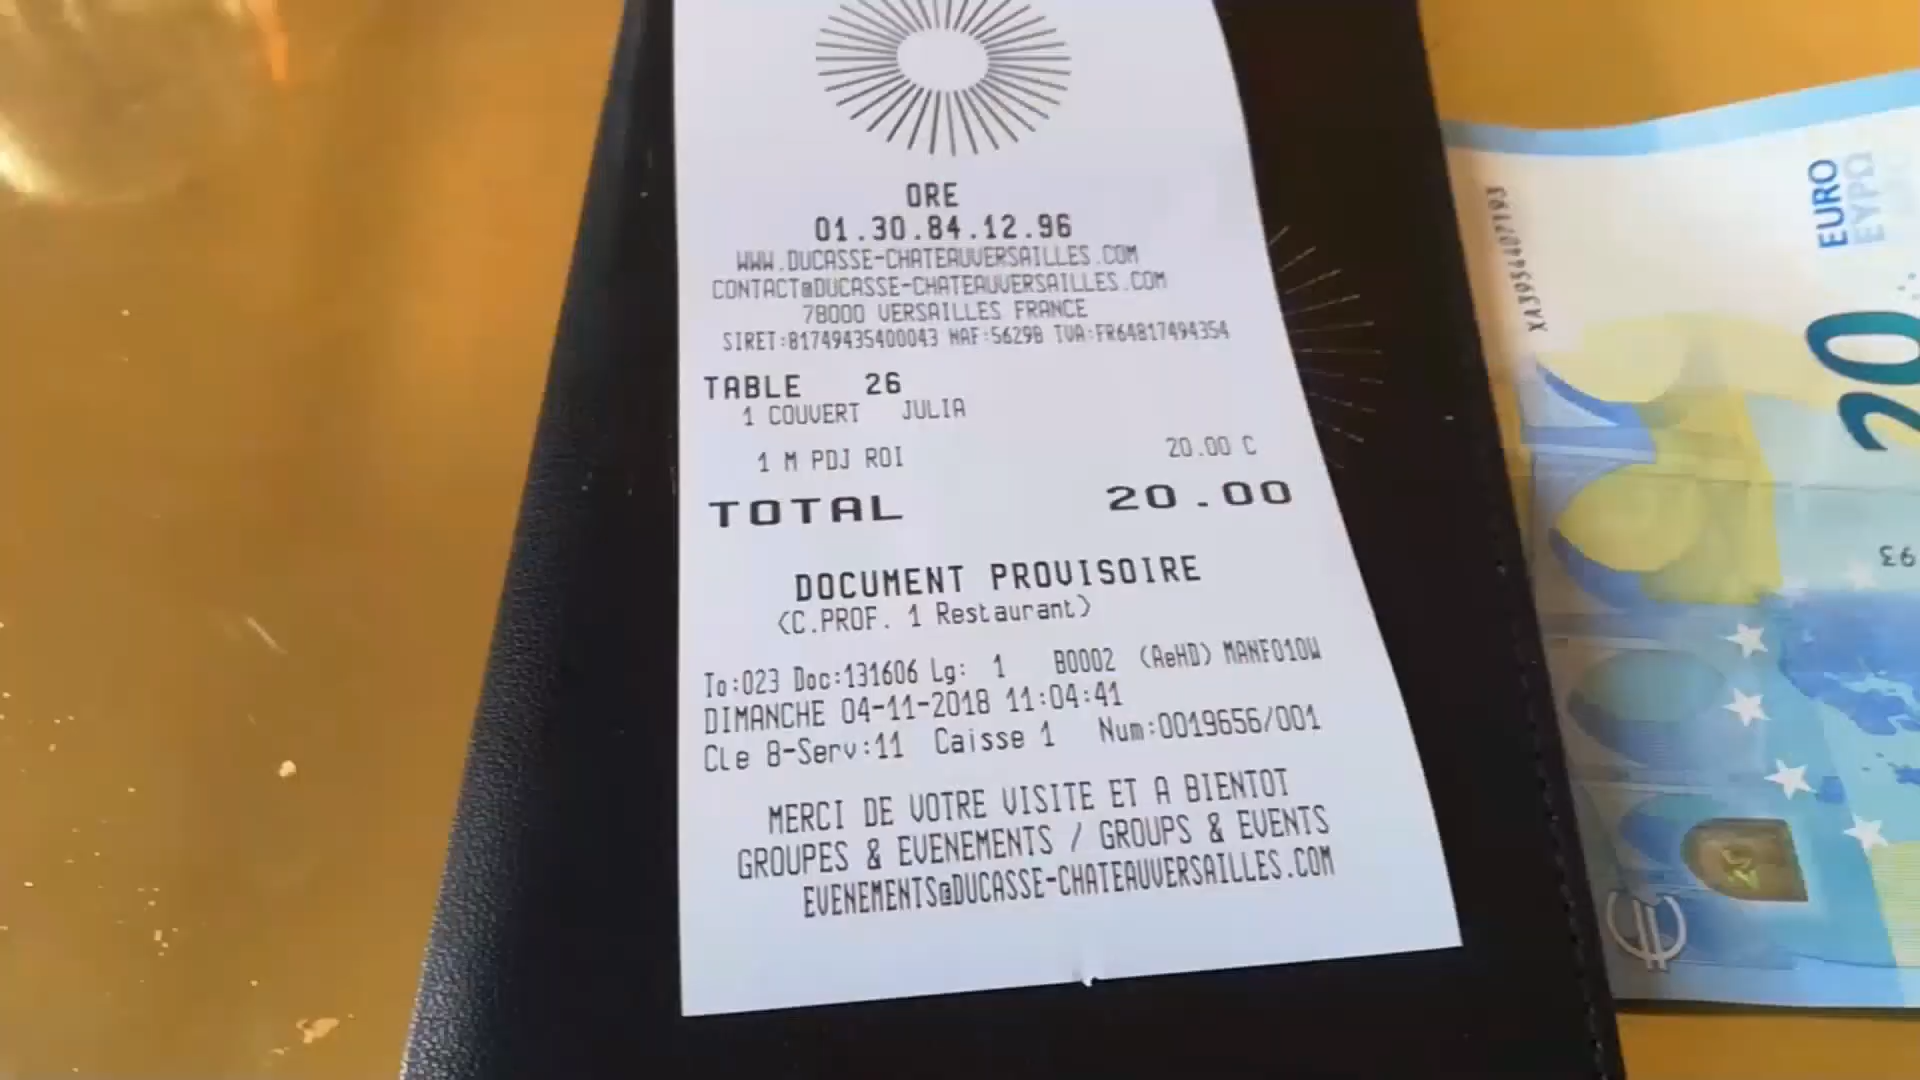 ORE
01.30.84.12.96
WWW.DUCASSE-CHATEAUVERSAILLES.COM
CONTACT@DUCASSE-CHATEAUVERSAILLES.COM
78000 VERSAILLES FRANCE
SIRET:81749435400043 NAF:5629B TVA:FR64817494354
TABLE 26
1 COUVERT JULIA
1 M PDJ ROI 20.00 C
TOTAL 20.00
DOCUMENT PROVISOIRE
(C.PROF. 1 Restaurant)
To:023 Doc:131606 Lg: 1 B0002 (AeHD) MANF010W
DIMANCHE 04-11-2018 11:04:41
Cle 8-Serv:11 Caisse 1 Num:0019656/001
MERCI DE VOTRE VISITE ET A BIENTOT
GROUPES & EVENEMENTS / GROUPS & EVENTS
EVENEMENTS@DUCASSE-CHATEAUVERSAILLES.COM
EURO
ΕΥΡΩ
20
93